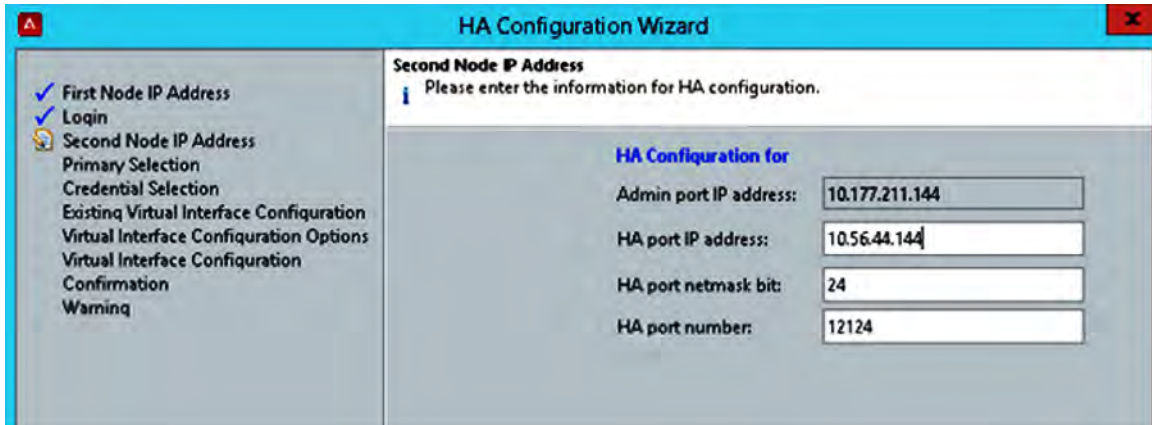 HA Configuration Wizard
x
First Node IP Address
Login
Second Node IP Address
Primary Selection
Credential Selection
Existing Virtual Interface Configuration
Virtual Interface Configuration Options
Virtual Interface Configuration
Confirmation
Warning
Second Node IP Address
Please enter the information for HA configuration.
HA Configuration for
Admin port IP address: 10.177.211.144
HA port IP address: 10.56.44.144
HA port netmask bit: 24
HA port number: 12124